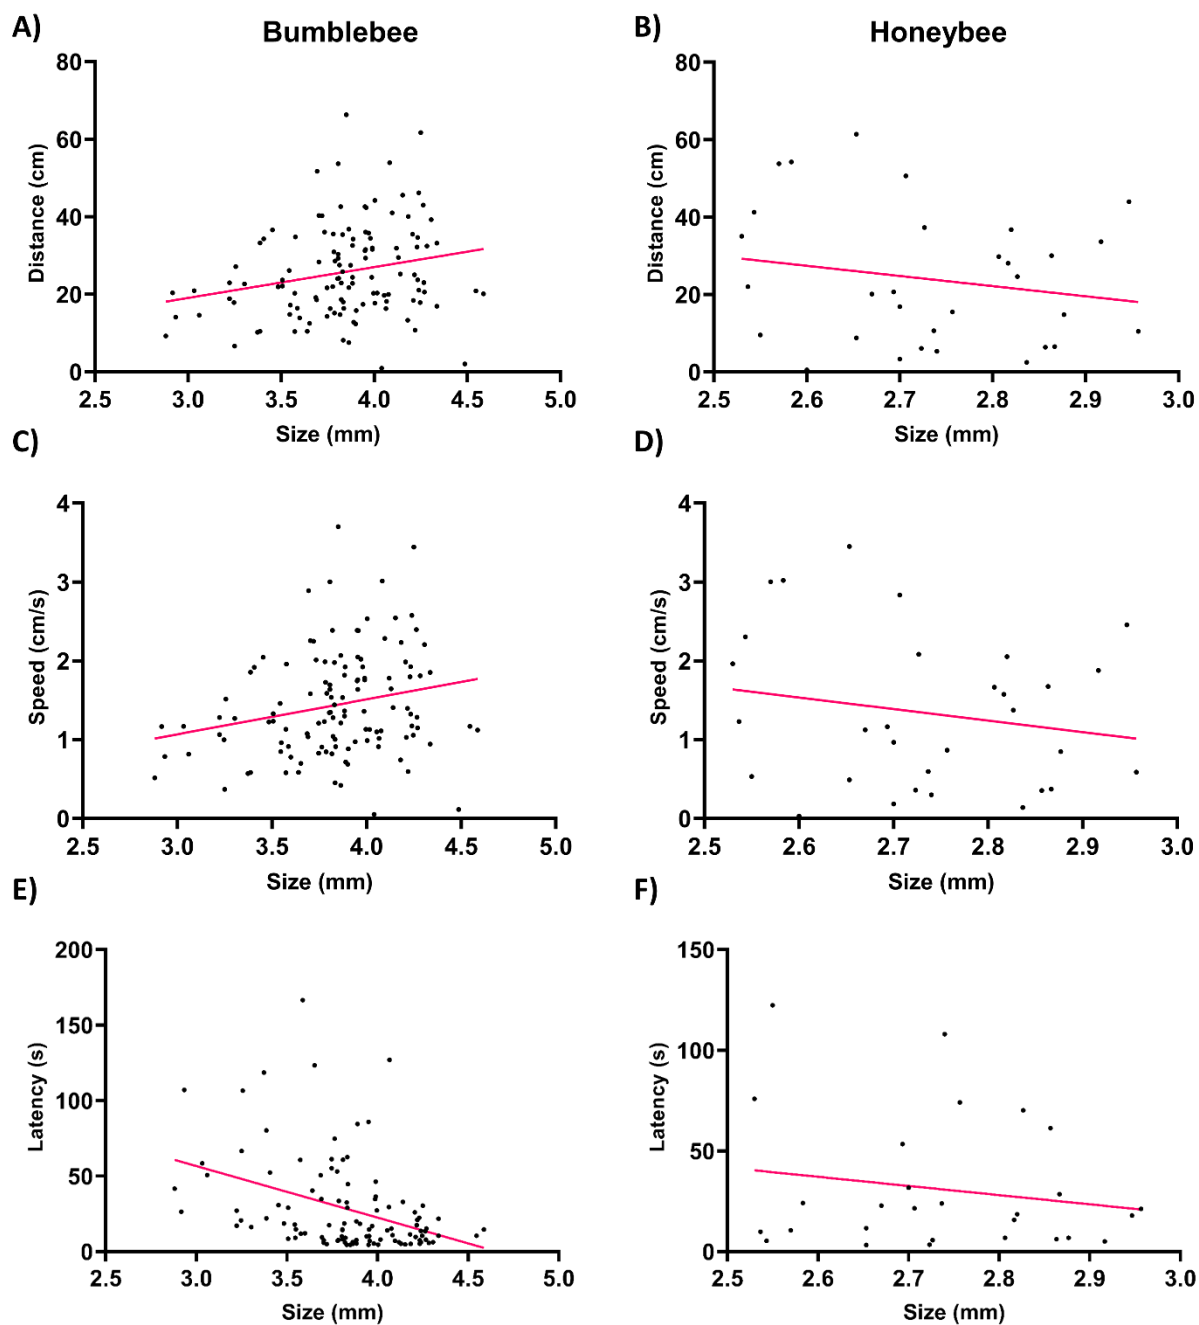 A) Bumblebee B) Honeybee
80 80
60 60
Distance (cm) Distance (cm)
40 40
20 20
0 0
2.5 3.0 3.5 4.0 4.5 5.0 2.5 2.6 2.7 2.8 2.9 3.0
Size (mm) Size (mm)
C) D)
4 4
3 3
Speed (cm/s) Speed (cm/s)
2 2
1 1
0 0
2.5 3.0 3.5 4.0 4.5 5.0 2.5 2.6 2.7 2.8 2.9 3.0
Size (mm) Size (mm)
E) F)
200 150
150 100
Latency (s) Latency (s)
100 50
50
0 0
2.5 3.0 3.5 4.0 4.5 5.0 2.5 2.6 2.7 2.8 2.9 3.0
Size (mm) Size (mm)